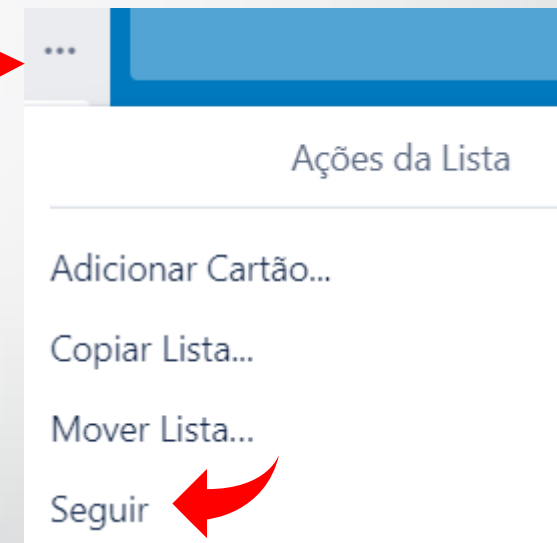 Ações da Lista
Adicionar Cartão...
Copiar Lista...
Mover Lista...
Seguir